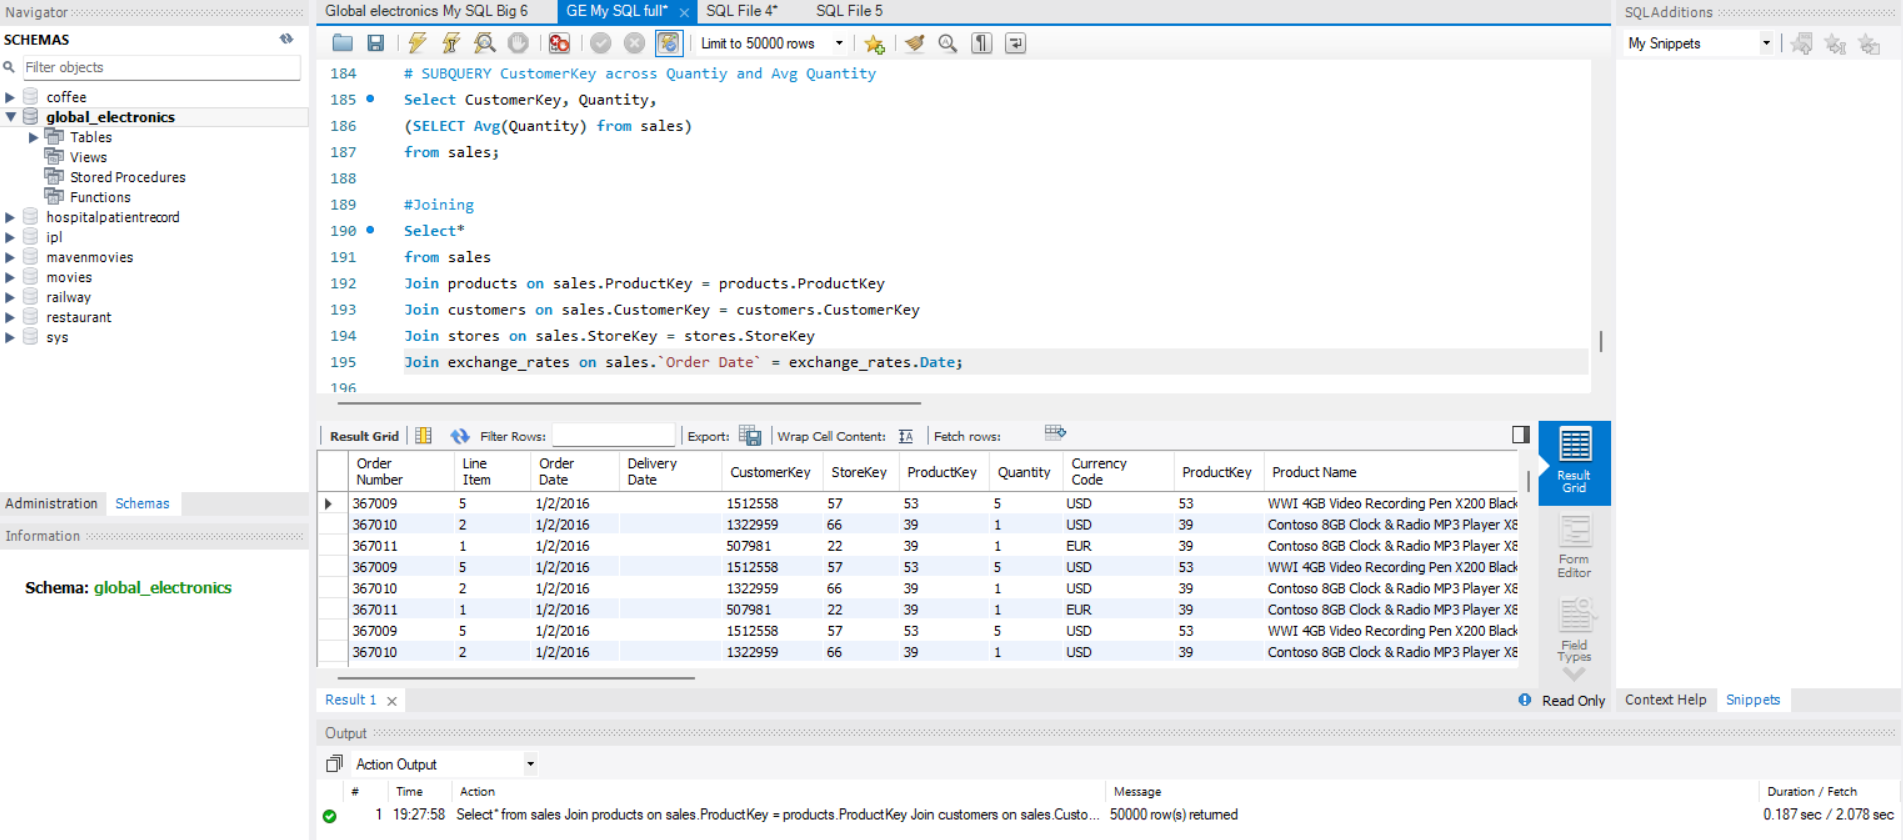 Navigator
SCHEMAS
Filter objects
coffee
global_electronics
Tables
Views
Stored Procedures
Functions
hospitalpatientrecord
ipl
mavenmovies
movies
railway
restaurant
sys
Administration Schemas
Information
Schema: global_electronics
Global electronics My SQL Big 6 GE My SQL full* SQL File 4* SQL File 5
Limit to 50000 rows
184 # SUBQUERY CustomerKey across Quantiy and Avg Quantity
185 Select CustomerKey, Quantity,
186 (SELECT Avg(Quantity) from sales)
187 from sales;
188
189 #Joining
190 Select*
191 from sales
192 Join products on sales.ProductKey = products.ProductKey
193 Join customers on sales.CustomerKey = customers.CustomerKey
194 Join stores on sales.StoreKey = stores.StoreKey
195 Join exchange_rates on sales.`Order Date` = exchange_rates.Date;
196
Result Grid Filter Rows: Export: Wrap Cell Content: Fetch rows:
Order Number Line Item Order Date Delivery Date CustomerKey StoreKey ProductKey Quantity Currency Code ProductKey Product Name
367009 5 1/2/2016 1512558 57 53 5 USD 53 WWI 4GB Video Recording Pen X200 Black
367010 2 1/2/2016 1322959 66 39 1 USD 39 Contoso 8GB Clock & Radio MP3 Player X8
367011 1 1/2/2016 507981 22 39 1 EUR 39 Contoso 8GB Clock & Radio MP3 Player X8
367009 5 1/2/2016 1512558 57 53 5 USD 53 WWI 4GB Video Recording Pen X200 Black
367010 2 1/2/2016 1322959 66 39 1 USD 39 Contoso 8GB Clock & Radio MP3 Player X8
367011 1 1/2/2016 507981 22 39 1 EUR 39 Contoso 8GB Clock & Radio MP3 Player X8
367009 5 1/2/2016 1512558 57 53 5 USD 53 WWI 4GB Video Recording Pen X200 Black
367010 2 1/2/2016 1322959 66 39 1 USD 39 Contoso 8GB Clock & Radio MP3 Player X8
Result Grid
Form Editor
Field Types
Result 1 Read Only
Output
Action Output
# Time Action Message Duration / Fetch
1 19:27:58 Select* from sales Join products on sales.ProductKey = products.ProductKey Join customers on sales.Custo... 50000 row(s) returned 0.187 sec / 2.078 sec
SQLAdditions
My Snippets
Context Help Snippets